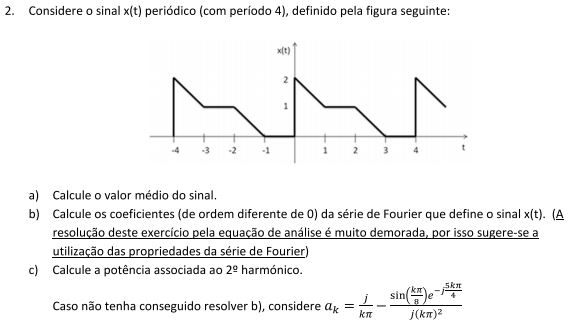 2. Considere o sinal x(t) periódico (com período 4), definido pela figura seguinte:
x(t)
2
1
-4 -3 -2 -1 1 2 3 4 t
a) Calcule o valor médio do sinal.
b) Calcule os coeficientes (de ordem diferente de 0) da série de Fourier que define o sinal x(t). (A
resolução deste exercício pela equação de análise é muito demorada, por isso sugere-se a
utilização das propriedades da série de Fourier)
c) Calcule a potência associada ao 2º harmónico.
Caso não tenha conseguido resolver b), considere $a_k = \frac{j}{k\pi} - \frac{\sin(\frac{k\pi}{8})e^{-j\frac{5k\pi}{4}}}{j(k\pi)^2}$